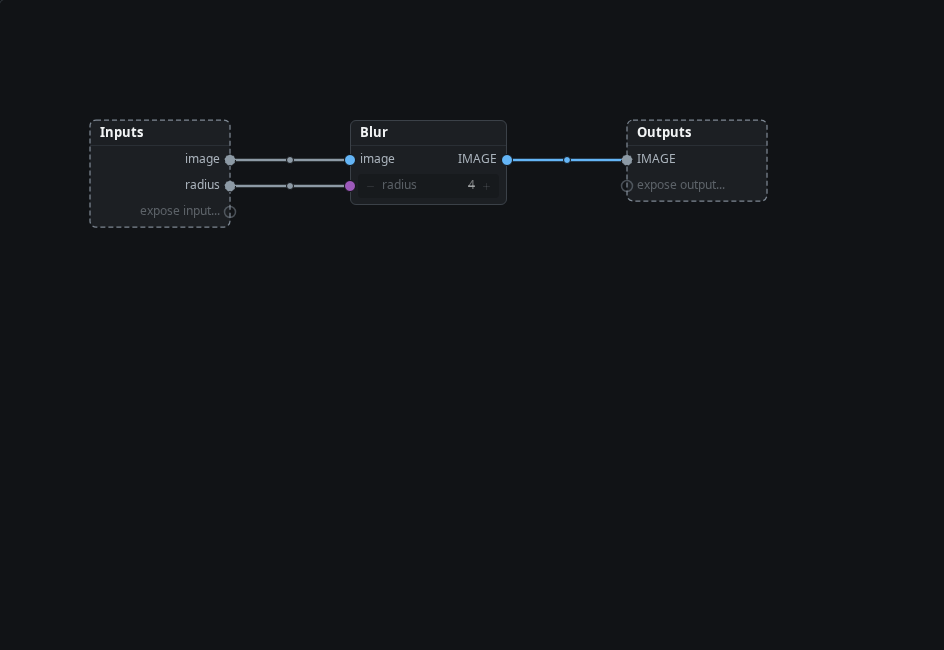 Inputs
image
radius
expose input...
Blur
image IMAGE
− radius 4 +
Outputs
IMAGE
expose output...